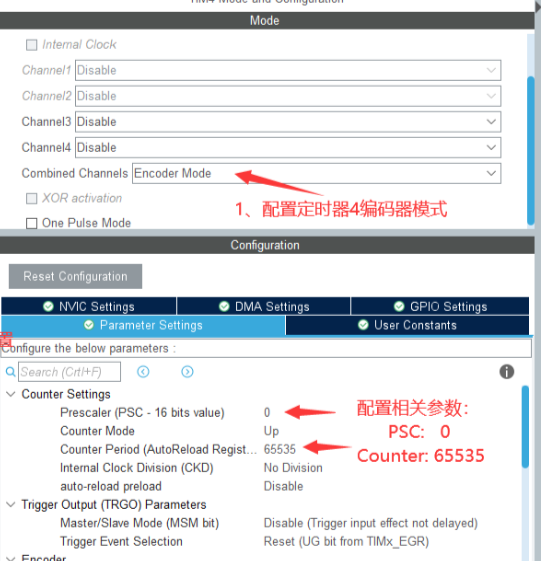 TIM4 Mode and Configuration
Mode
Internal Clock
Channel1 Disable
Channel2 Disable
Channel3 Disable
Channel4 Disable
Combined Channels Encoder Mode
XOR activation
1、配置定时器4编码器模式
One Pulse Mode
Configuration
Reset Configuration
NVIC Settings DMA Settings GPIO Settings
Parameter Settings User Constants
Configure the below parameters :
Search (Crtl+F)
Counter Settings
Prescaler (PSC - 16 bits value) 0
配置相关参数：
Counter Mode Up
PSC: 0
Counter Period (AutoReload Regist... 65535
Counter: 65535
Internal Clock Division (CKD) No Division
auto-reload preload Disable
Trigger Output (TRGO) Parameters
Master/Slave Mode (MSM bit) Disable (Trigger input effect not delayed)
Trigger Event Selection Reset (UG bit from TIMx_EGR)
Encoder